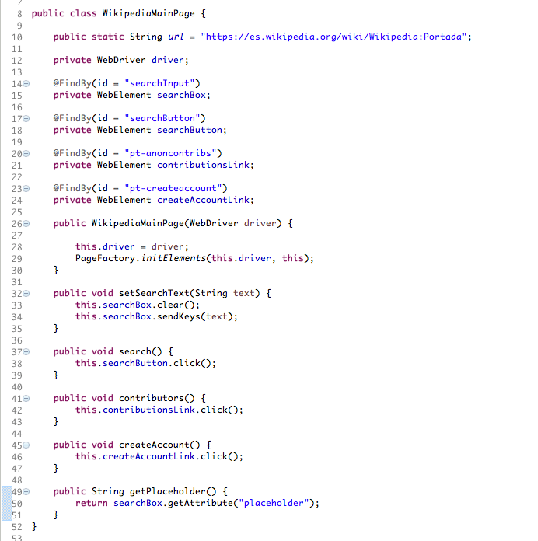 7
8 public class WikipediaMainPage {
9
10 public static String url = "https://es.wikipedia.org/wiki/Wikipedia:Portada";
11
12 private WebDriver driver;
13
14 @FindBy(id = "searchInput")
15 private WebElement searchBox;
16
17 @FindBy(id = "searchButton")
18 private WebElement searchButton;
19
20 @FindBy(id = "pt-anoncontribs")
21 private WebElement contributionsLink;
22
23 @FindBy(id = "pt-createaccount")
24 private WebElement createAccountLink;
25
26 public WikipediaMainPage(WebDriver driver) {
27
28 this.driver = driver;
29 PageFactory.initElements(this.driver, this);
30 }
31
32 public void setSearchText(String text) {
33 this.searchBox.clear();
34 this.searchBox.sendKeys(text);
35 }
36
37 public void search() {
38 this.searchButton.click();
39 }
40
41 public void contributors() {
42 this.contributionsLink.click();
43 }
44
45 public void createAccount() {
46 this.createAccountLink.click();
47 }
48
49 public String getPlaceholder() {
50 return searchBox.getAttribute("placeholder");
51 }
52 }
53